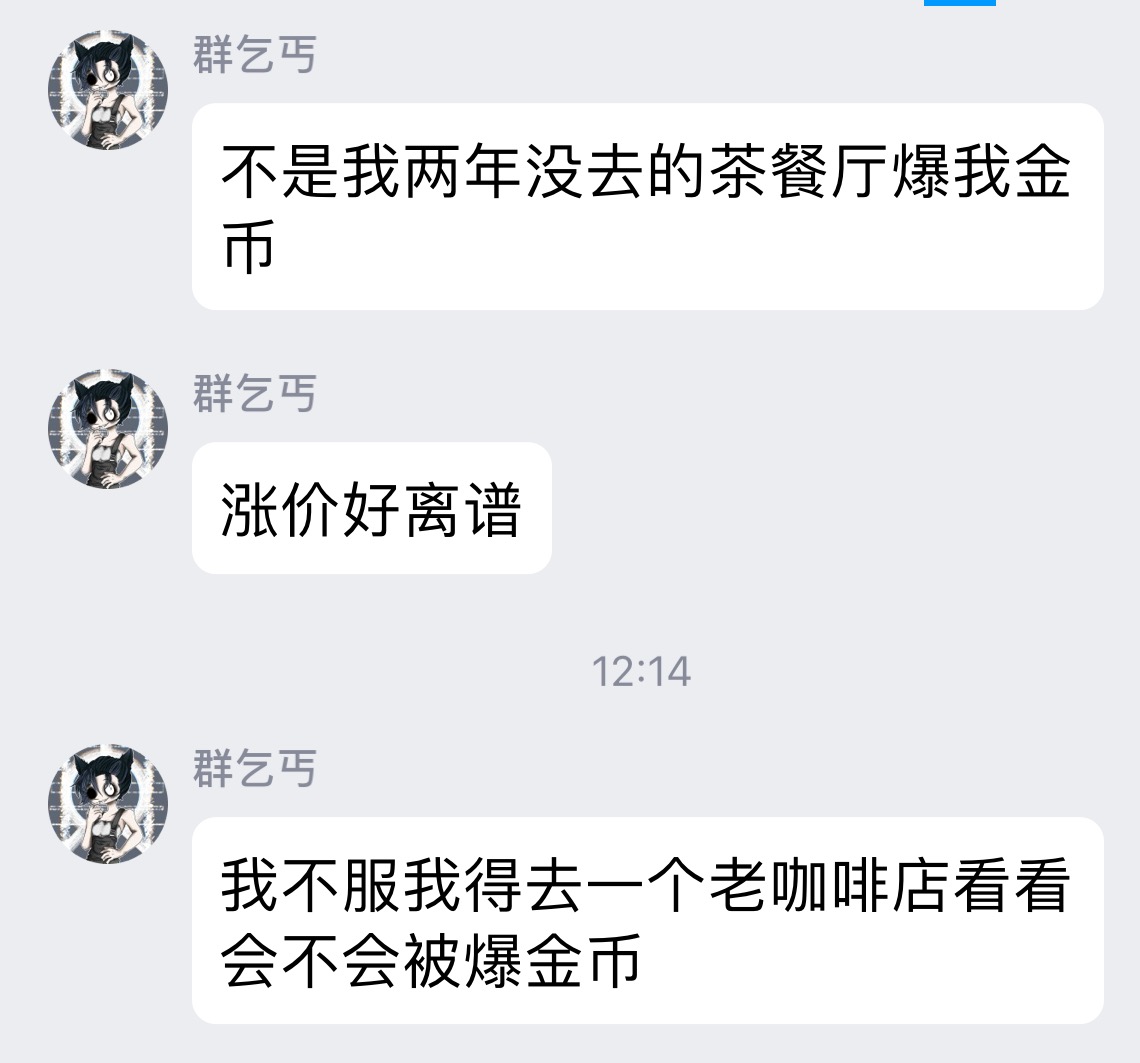 群乞丐
不是我两年没去的茶餐厅爆我金
币
群乞丐
涨价好离谱
12:14
群乞丐
我不服我得去一个老咖啡店看看
会不会被爆金币